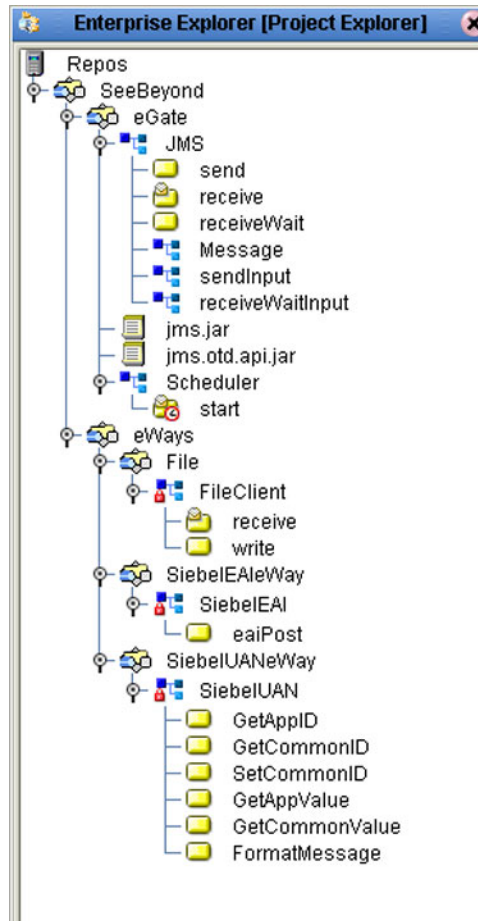 Enterprise Explorer [Project Explorer]
Repos
SeeBeyond
eGate
JMS
send
receive
receiveWait
Message
sendInput
receiveWaitInput
jms.jar
jms.otd.api.jar
Scheduler
start
eWays
File
FileClient
receive
write
SiebelEAIeWay
SiebelEAI
eaiPost
SiebelUANeWay
SiebelUAN
GetAppID
GetCommonID
SetCommonID
GetAppValue
GetCommonValue
FormatMessage